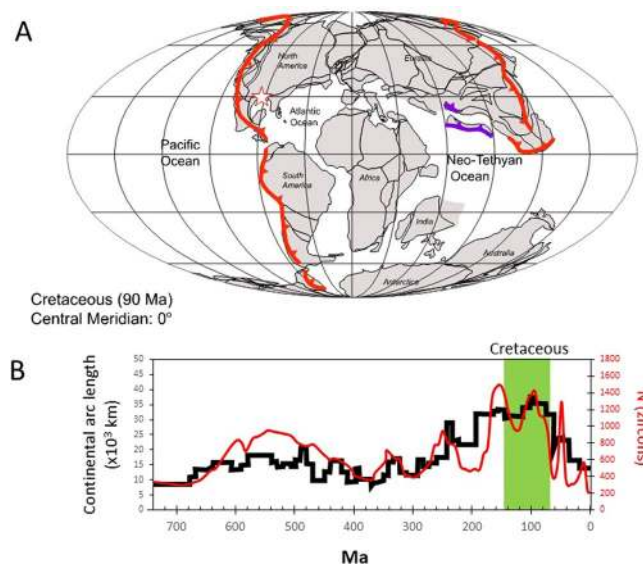 A
North
America
Eurasia
Atlantic
Ocean
Pacific
Ocean
Neo-Tethyan
Ocean
South
America
Africa
India
Australia
Antarctica
Cretaceous (90 Ma)
Central Meridian: 0°
B
Cretaceous
Continental arc length
(x10³ km)
50
45
40
35
30
25
20
15
10
5
0
1800
1600
1400
1200
1000
800
600
400
200
0
N (zircons)
700 600 500 400 300 200 100 0
Ma